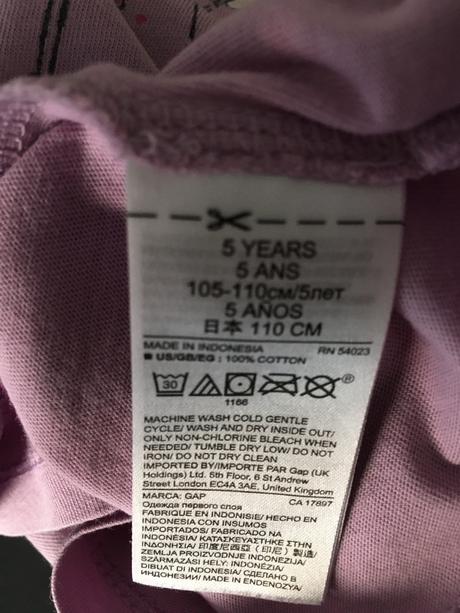 5 YEARS
5 ANS
105-110см/5лет
5 AÑOS
日本 110 CM
MADE IN INDONESIA RN 54023
US/GB/EG : 100% COTTON
30
1166
MACHINE WASH COLD GENTLE
CYCLE/ WASH AND DRY INSIDE OUT/
ONLY NON-CHLORINE BLEACH WHEN
NEEDED/ TUMBLE DRY LOW/ DO NOT
IRON/ DO NOT DRY CLEAN
IMPORTED BY/IMPORTE PAR Gap (UK
Holdings) Ltd. 5th Floor, 6 St Andrew
Street London EC4A 3AE, United Kingdom
MARCA: GAP CA 17897
Одежда первого слоя
FABRIQUE EN INDONISIE/ HECHO EN
INDONESIA CON INSUMOS
IMPORTADOS/ FABRICADO NA
INDONÉSIA/ ΚΑΤΑΣΚΕΥΑΣΤΗΚΕ ΣΤΗΝ
ΙΝΔΟΝΗΣΙΑ/ 印度尼西亞（印尼）製造/
ZEMLJA PROIZVODNJE INDONEZIJA/
SZÁRMAZÁSI HELY: INDONÉZIA/
DIBUAT DI INDONESIA/ СДЕЛАНО В
ИНДОНЕЗИИ/ MADE IN ENDENOZYA/